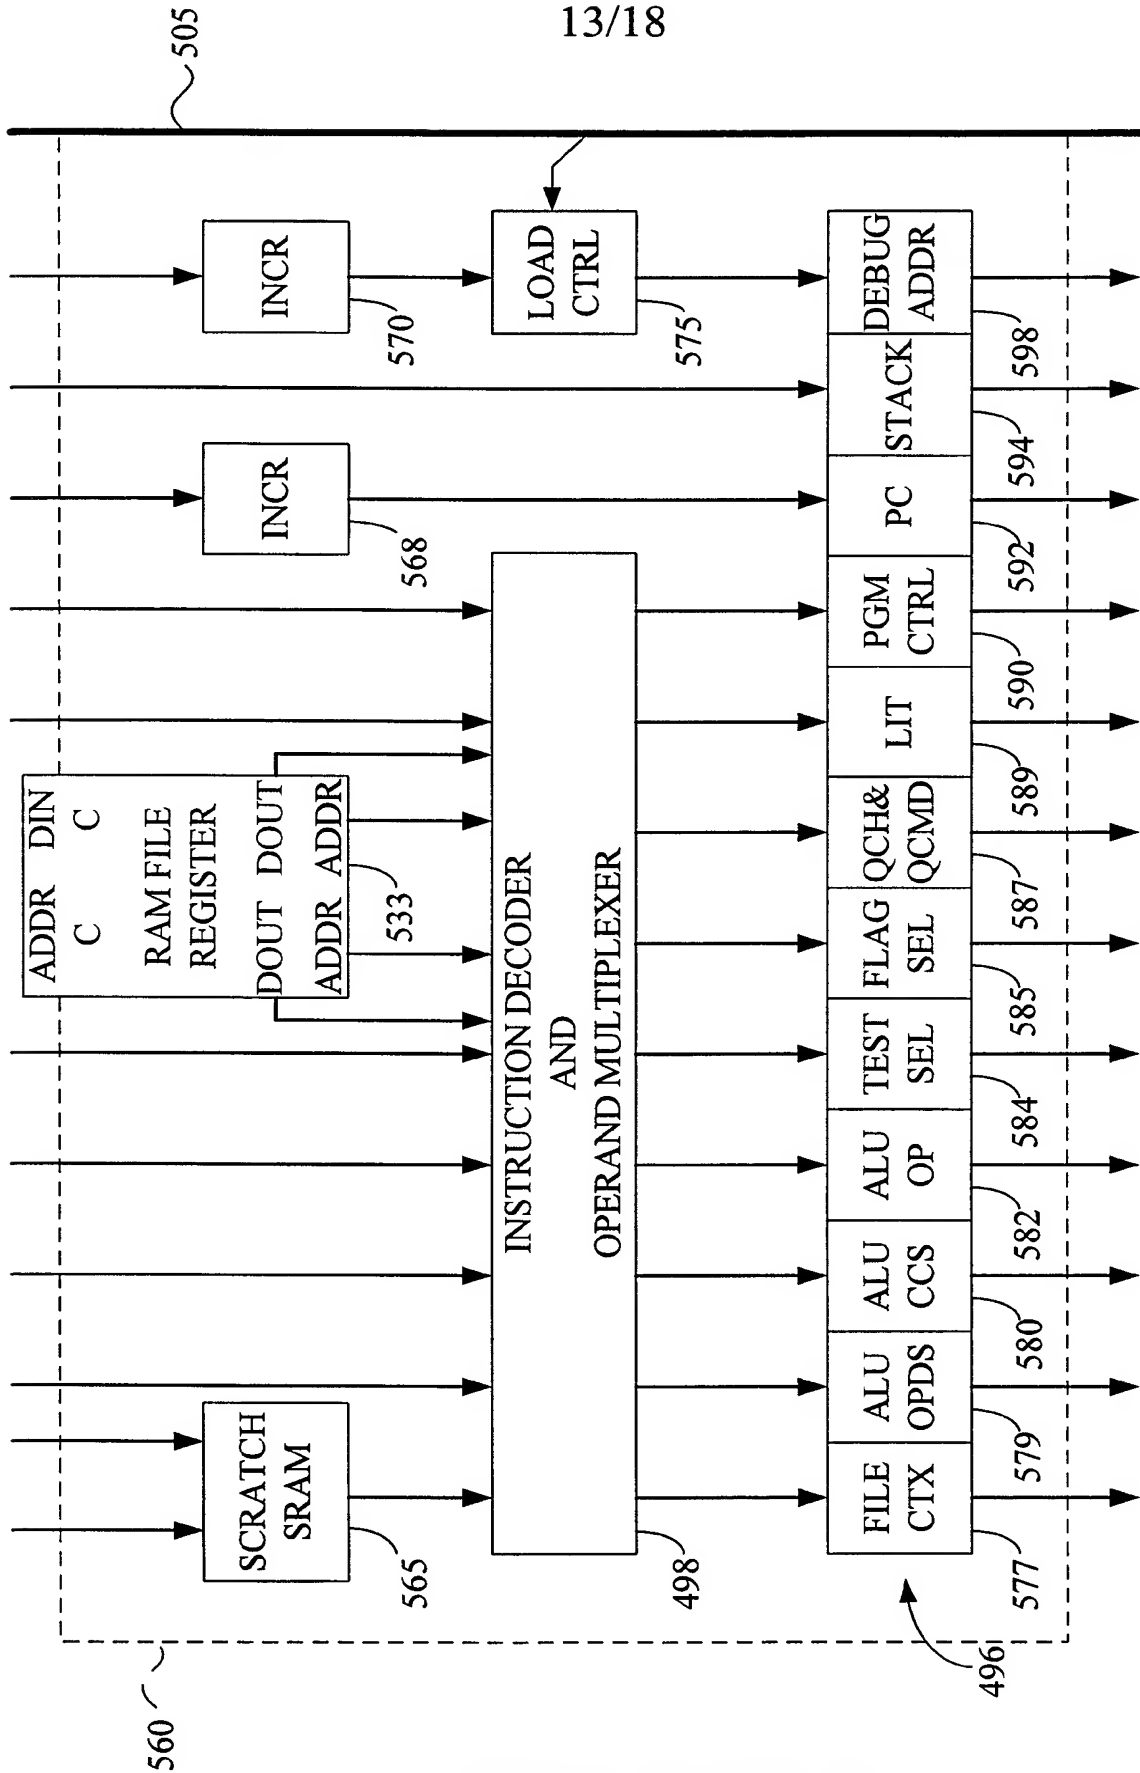 13/18
505
ADDR DIN
C C
RAM FILE
REGISTER
DOUT DOUT
ADDR ADDR
533
SCRATCH
SRAM
565
INCR
568
INCR
570
LOAD
CTRL
575
INSTRUCTION DECODER
AND
OPERAND MULTIPLEXER
498
FILE
CTX
577
ALU
OPDS
579
ALU
CCS
580
ALU
OP
582
TEST
SEL
584
FLAG
SEL
585
QCH&
QCMD
587
LIT
589
PGM
CTRL
590
PC
592
STACK
594
DEBUG
ADDR
598
496
560